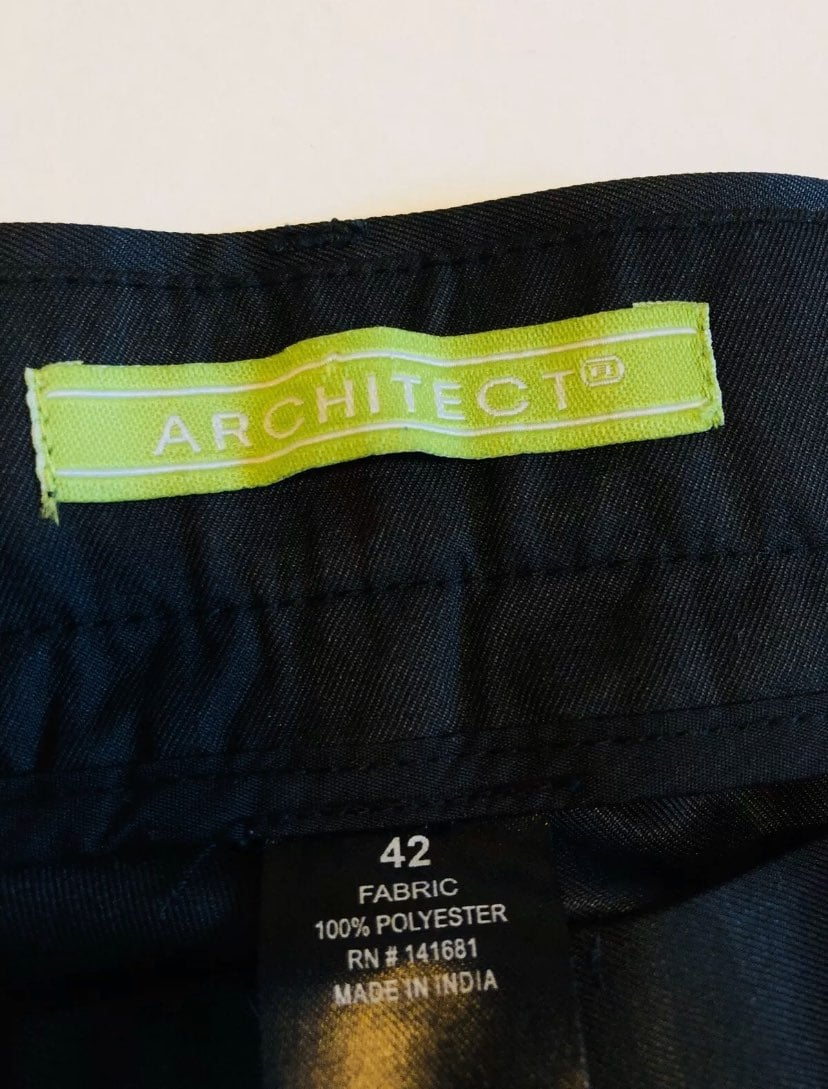 ARCHITECT
42
FABRIC
100% POLYESTER
RN # 141681
MADE IN INDIA